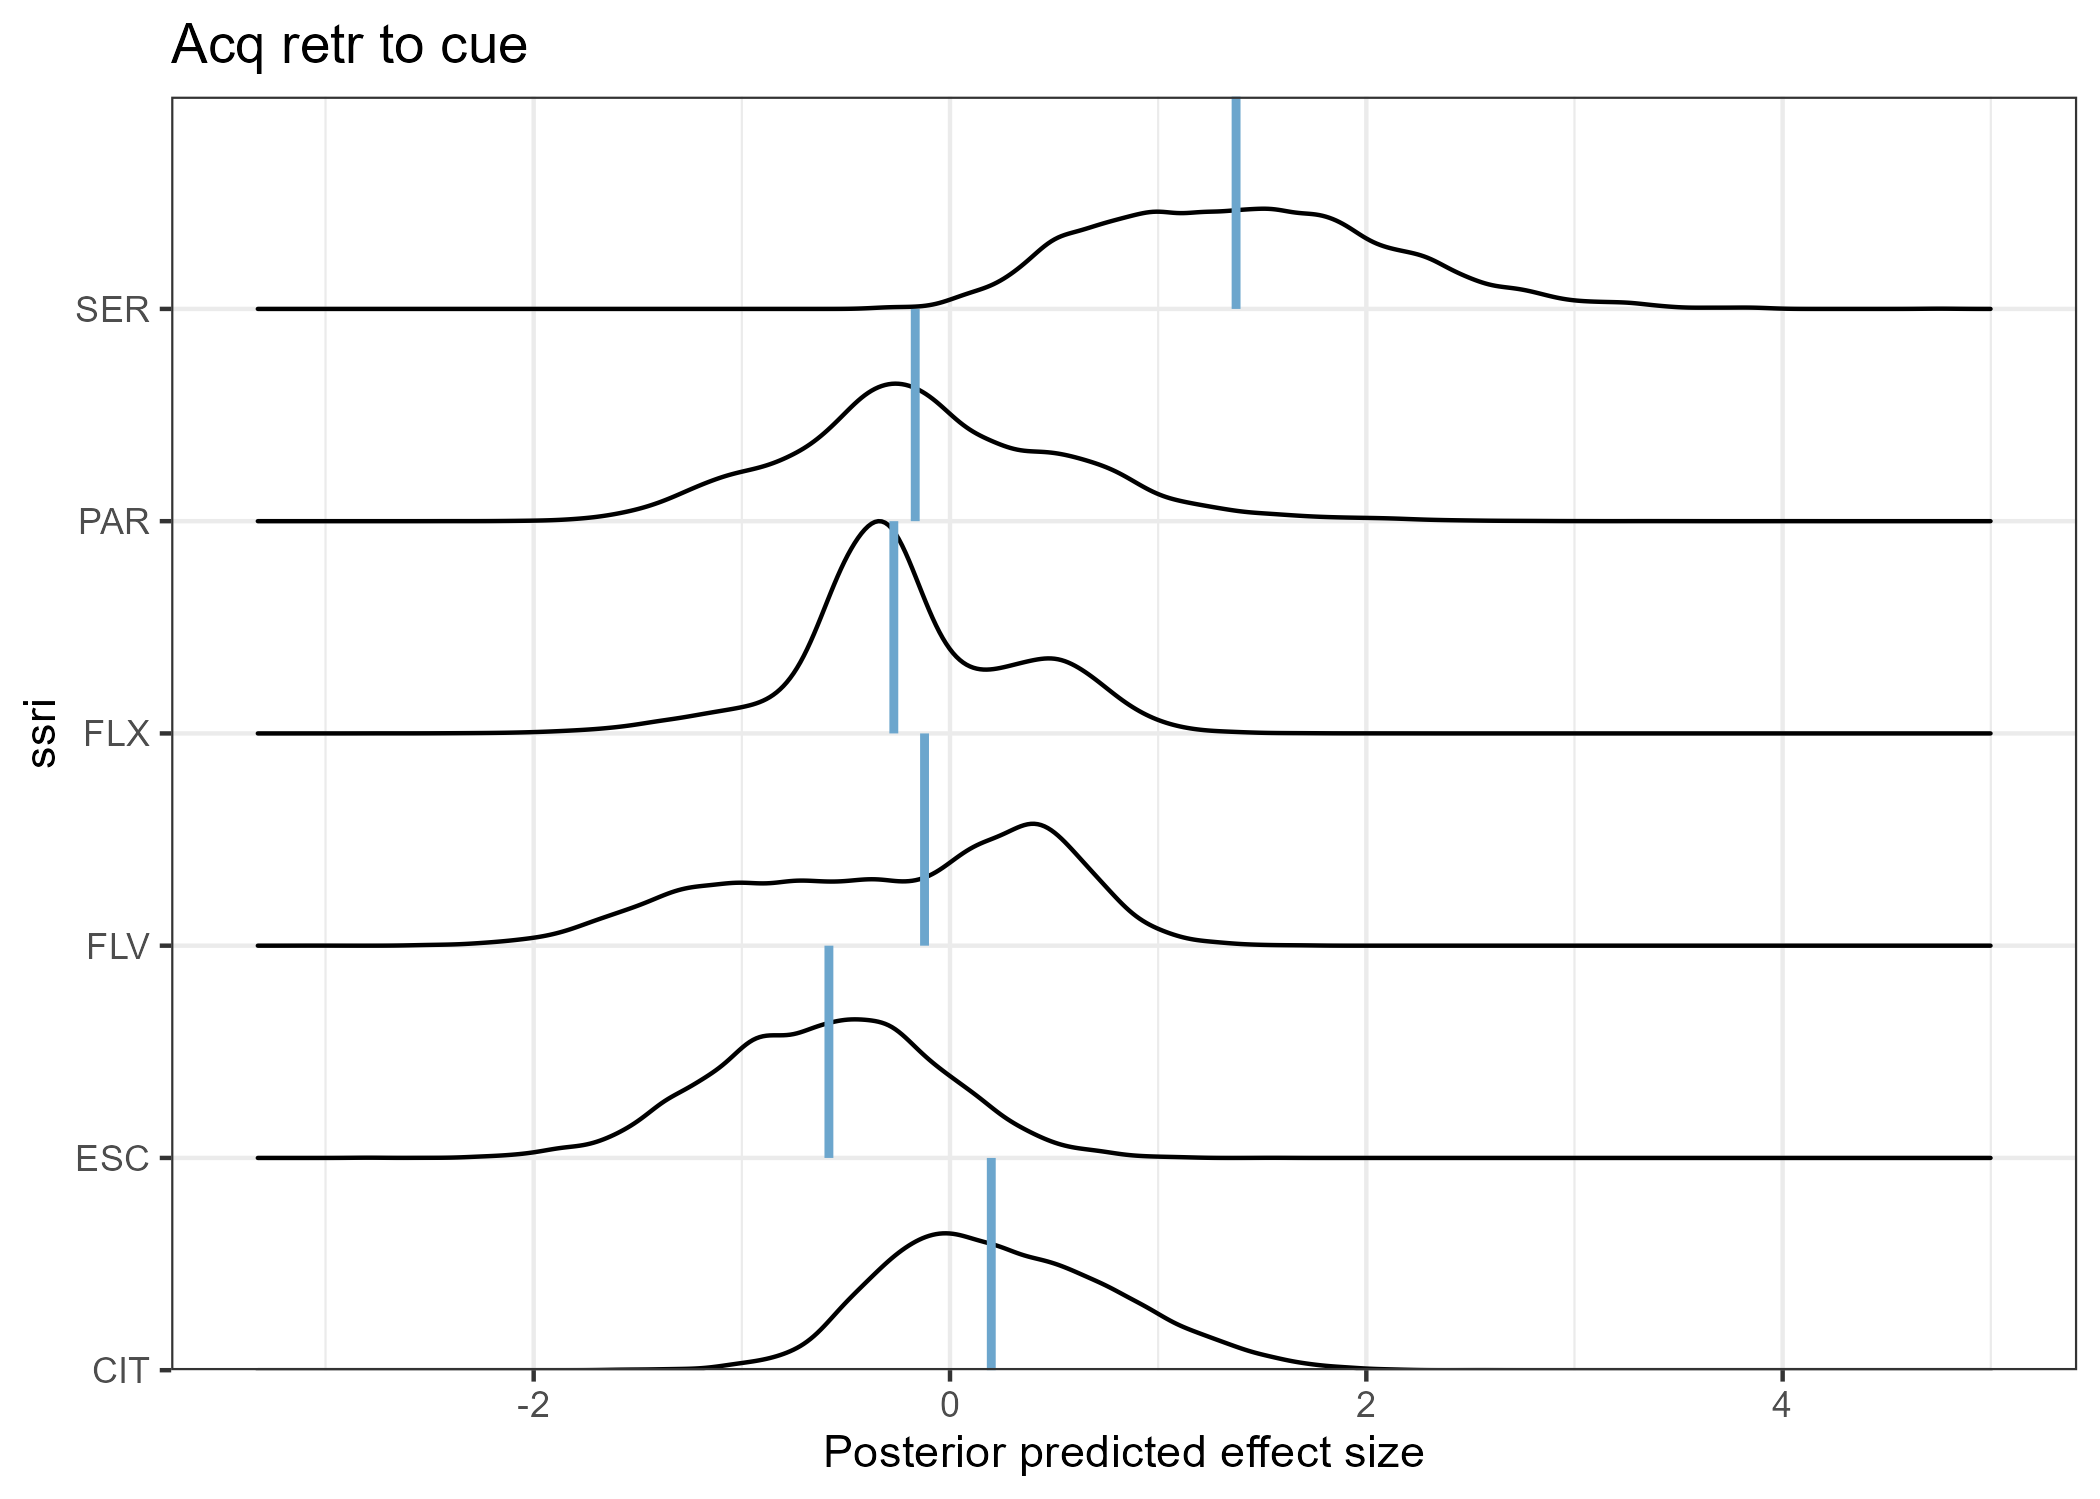 Acq retr to cue
ssri
SER
PAR
FLX
FLV
ESC
CIT
-2 0 2 4
Posterior predicted effect size